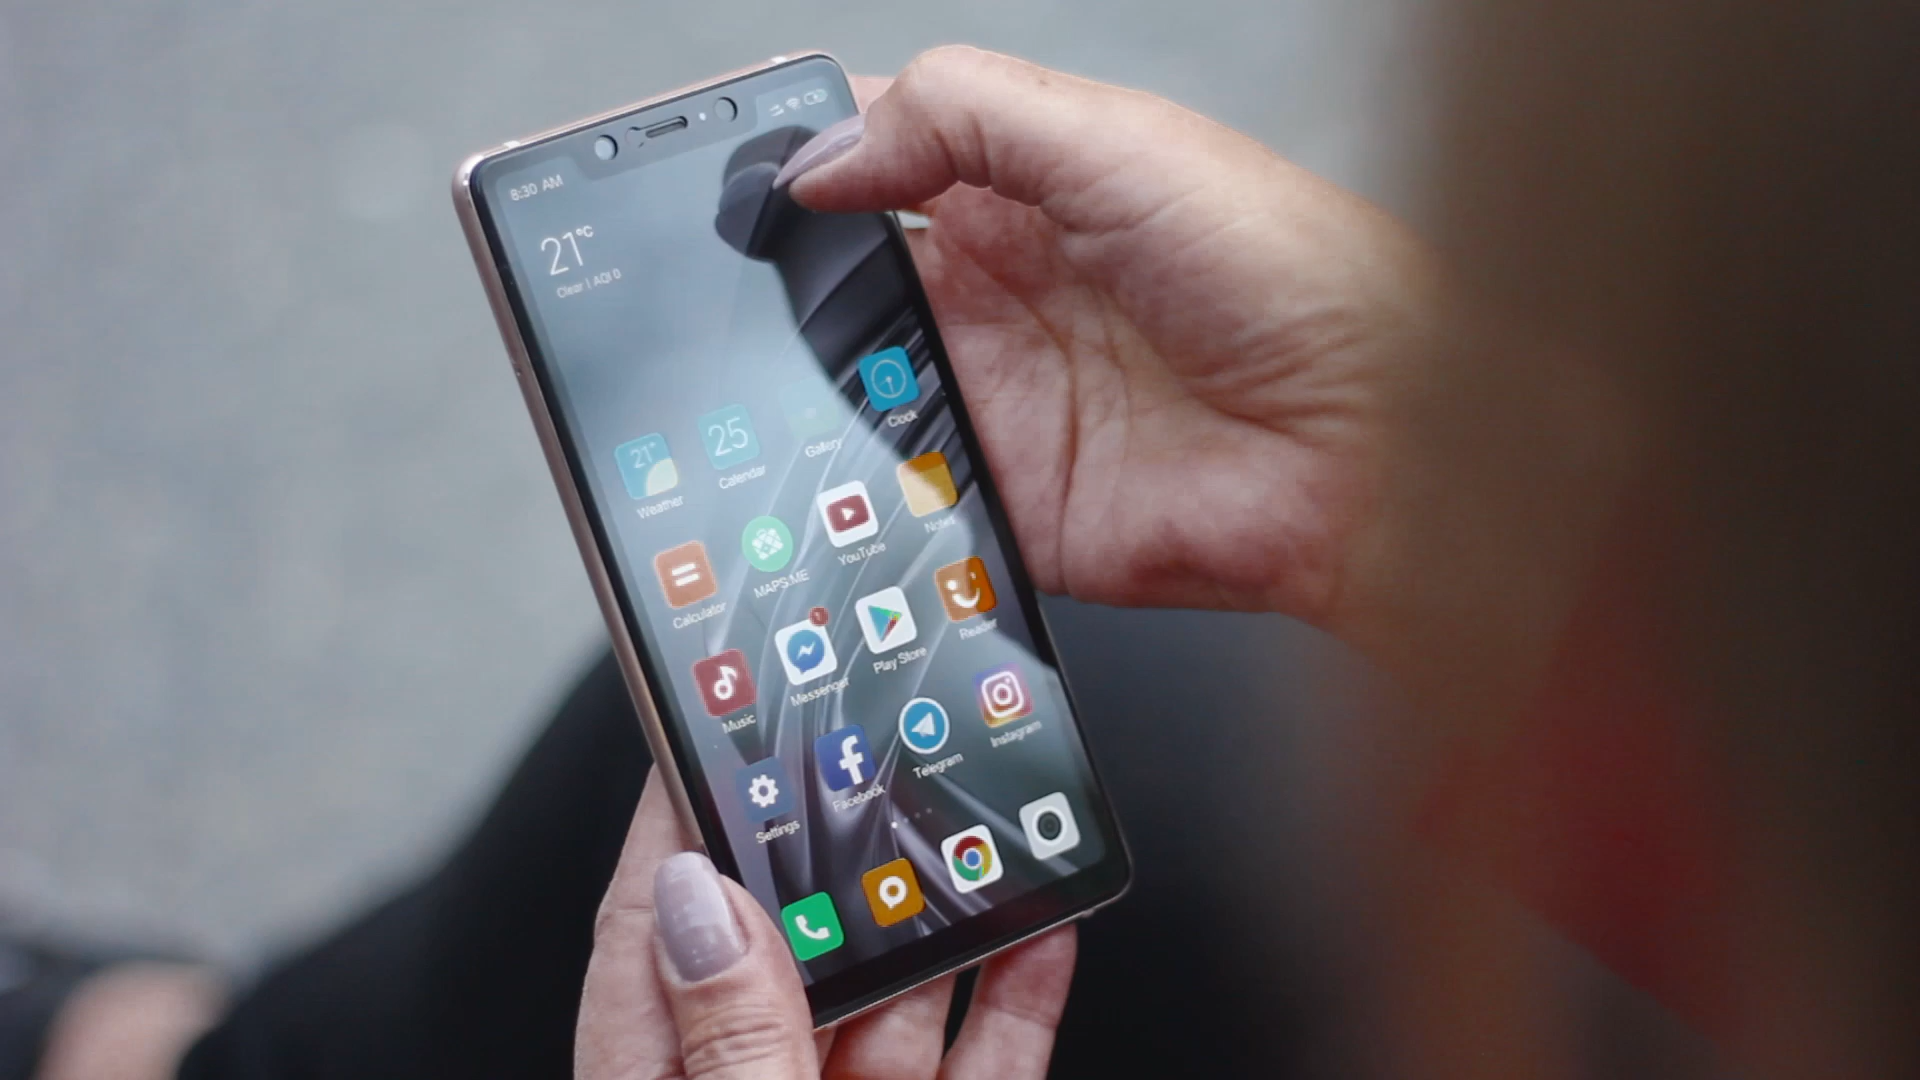 8:30 AM
21°C
Clear | AQI 0
21°
Weather
25
Calendar
Gallery
Clock
Calculator
MAPS.ME
YouTube
Notes
Music
1
Messenger
Play Store
Reader
Settings
Facebook
Telegram
Instagram